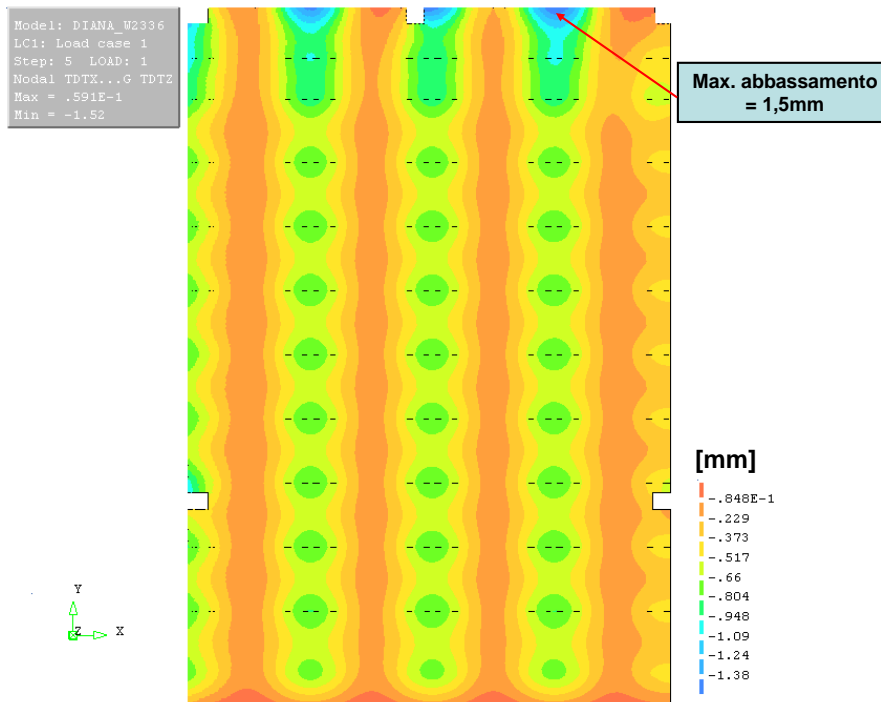 Model: DIANA_W2336
LC1: Load case 1
Step: 5 LOAD: 1
Nodal TDTX...G TDTZ
Max = .591E-1
Min = -1.52
Max. abbassamento
= 1,5mm
[mm]
-.848E-1
-.229
-.373
-.517
-.66
-.804
-.948
-1.09
-1.24
-1.38
Y
Z X